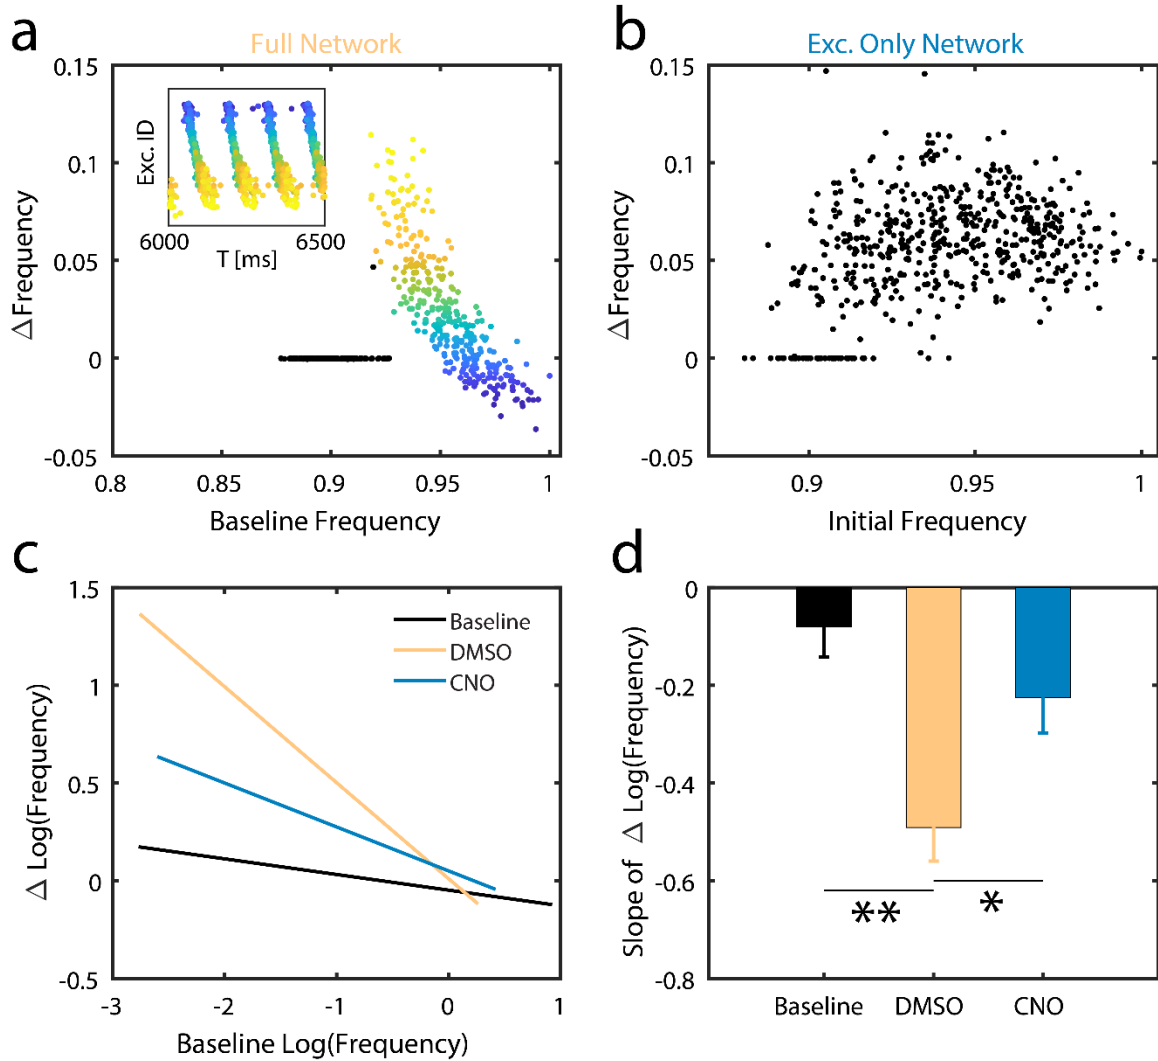 a
Full Network
0.15
0.1
0.05
0
-0.05
△Frequency
0.8
0.85
0.9
0.95
1
Baseline Frequency
Exc. ID
6000
6500
T [ms]
b
Exc. Only Network
0.15
0.1
0.05
0
-0.05
△Frequency
0.9
0.95
1
Initial Frequency
c
1.5
1
0.5
0
-0.5
△ Log(Frequency)
Baseline
DMSO
CNO
-3
-2
-1
0
1
Baseline Log(Frequency)
d
0
-0.2
-0.4
-0.6
-0.8
Slope of △ Log(Frequency)
**
*
Baseline
DMSO
CNO